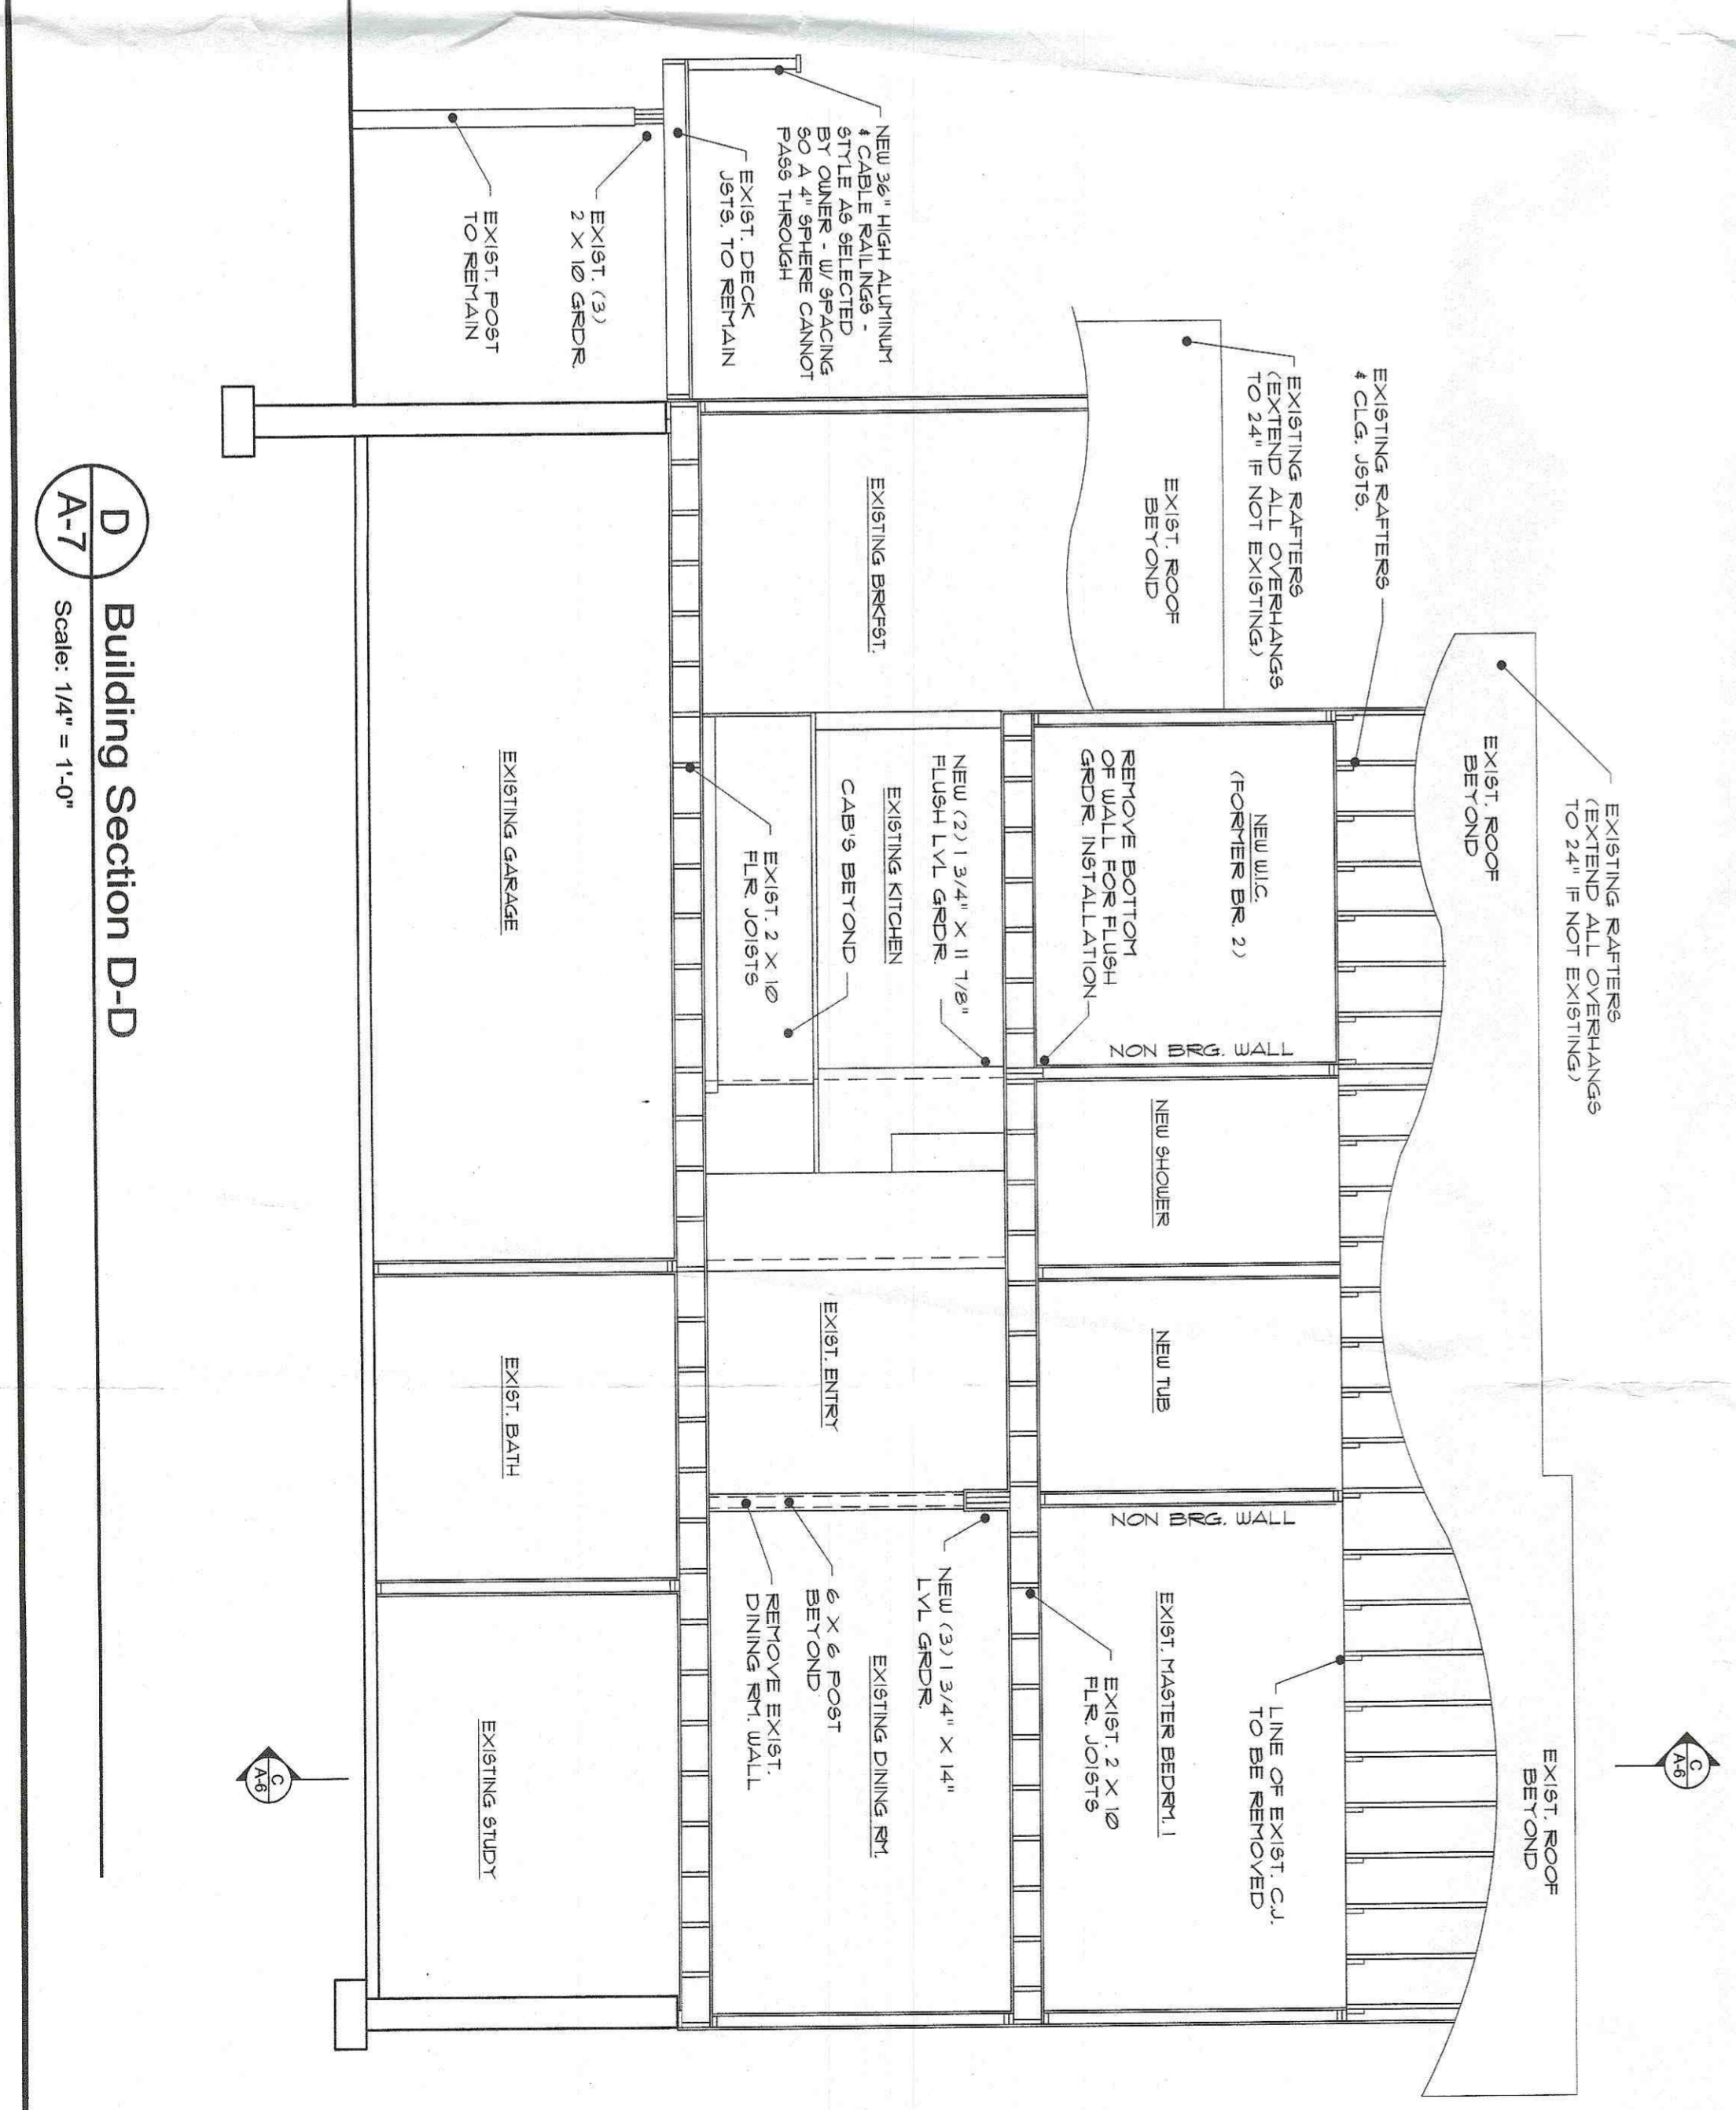 EXISTING RAFTERS
(EXTEND ALL OVERHANGS
TO 24" IF NOT EXISTING)
EXIST. ROOF
BEYOND
C
A-6
EXIST. ROOF
BEYOND
EXISTING RAFTERS
& CLG. JSTS.
EXISTING RAFTERS
(EXTEND ALL OVERHANGS
TO 24" IF NOT EXISTING)
EXIST. ROOF
BEYOND
NEW W.I.C.
(FORMER BR. 2)
REMOVE BOTTOM
OF WALL FOR FLUSH
GRDR. INSTALLATION
NON BRG. WALL
NEW SHOWER
NEW TUB
NON BRG. WALL
LINE OF EXIST. C.J.
TO BE REMOVED
EXIST. MASTER BEDRM. 1
EXIST. 2 X 10
FLR. JOISTS
NEW 36" HIGH ALUMINUM
& CABLE RAILINGS -
STYLE AS SELECTED
BY OWNER - W/ SPACING
SO A 4" SPHERE CANNOT
PASS THROUGH
EXIST. DECK
JSTS. TO REMAIN
EXISTING BRKFST.
NEW (2) 1 3/4" X 11 7/8"
FLUSH LVL GRDR.
EXISTING KITCHEN
CAB'S BEYOND
EXIST. 2 X 10
FLR. JOISTS
EXIST. ENTRY
NEW (3) 1 3/4" X 14"
LVL GRDR.
EXISTING DINING RM.
6 X 6 POST
BEYOND
REMOVE EXIST.
DINING RM. WALL
EXIST. (3)
2 X 10 GRDR.
EXIST. POST
TO REMAIN
EXISTING GARAGE
EXIST. BATH
EXISTING STUDY
C
A-6
D
A-7
Building Section D-D
Scale: 1/4" = 1'-0"